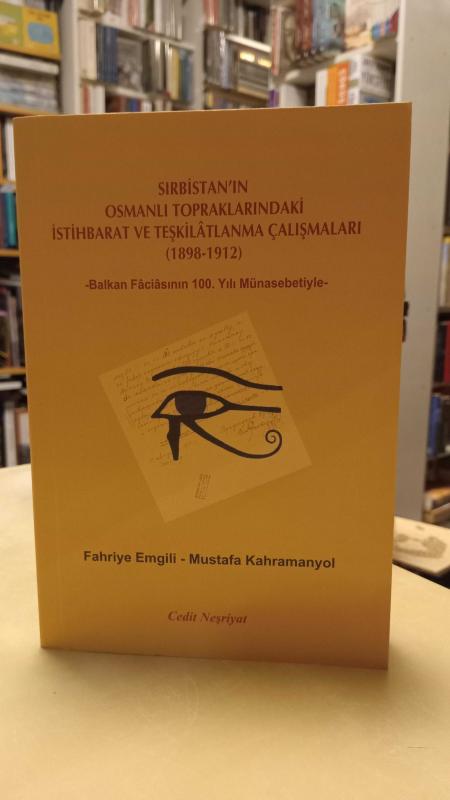 SIRBİSTAN'IN
OSMANLI TOPRAKLARINDAKİ
İSTİHBARAT VE TEŞKİLÂTLANMA ÇALIŞMALARI
(1898-1912)
-Balkan Fâciâsının 100. Yılı Münasebetiyle-
Fahriye Emgili - Mustafa Kahramanyol
Cedit Neşriyat